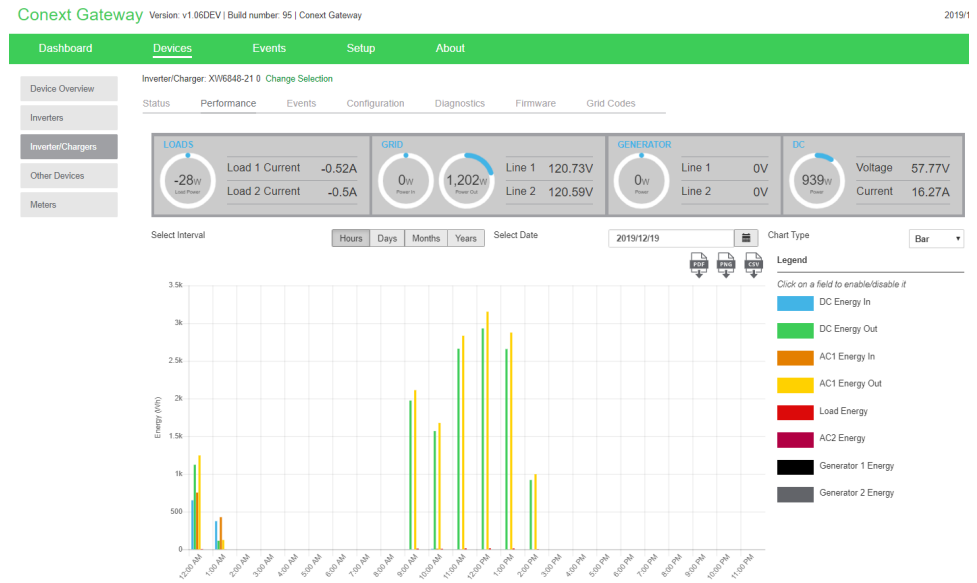 Conext Gateway Version: v1.06DEV | Build number: 95 | Conext Gateway 2019/1
Dashboard Devices Events Setup About
Device Overview
Inverters
Inverter/Chargers
Other Devices
Meters
Inverter/Charger: XW6848-21 0 Change Selection
Status Performance Events Configuration Diagnostics Firmware Grid Codes
LOADS
-28W
Load Power
Load 1 Current -0.52A
Load 2 Current -0.5A
GRID
0W
Power In
1,202W
Power Out
Line 1 120.73V
Line 2 120.59V
GENERATOR
0W
Power
Line 1 0V
Line 2 0V
DC
939W
Power
Voltage 57.77V
Current 16.27A
Select Interval Hours Days Months Years Select Date 2019/12/19 Chart Type Bar
PDF PNG CSV
Legend
Click on a field to enable/disable it
DC Energy In
DC Energy Out
AC1 Energy In
AC1 Energy Out
Load Energy
AC2 Energy
Generator 1 Energy
Generator 2 Energy
Energy (Wh)
3.5k
3k
2.5k
2k
1.5k
1k
500
0
12:00 AM 1:00 AM 2:00 AM 3:00 AM 4:00 AM 5:00 AM 6:00 AM 7:00 AM 8:00 AM 9:00 AM 10:00 AM 11:00 AM 12:00 PM 1:00 PM 2:00 PM 3:00 PM 4:00 PM 5:00 PM 6:00 PM 7:00 PM 8:00 PM 9:00 PM 10:00 PM 11:00 PM